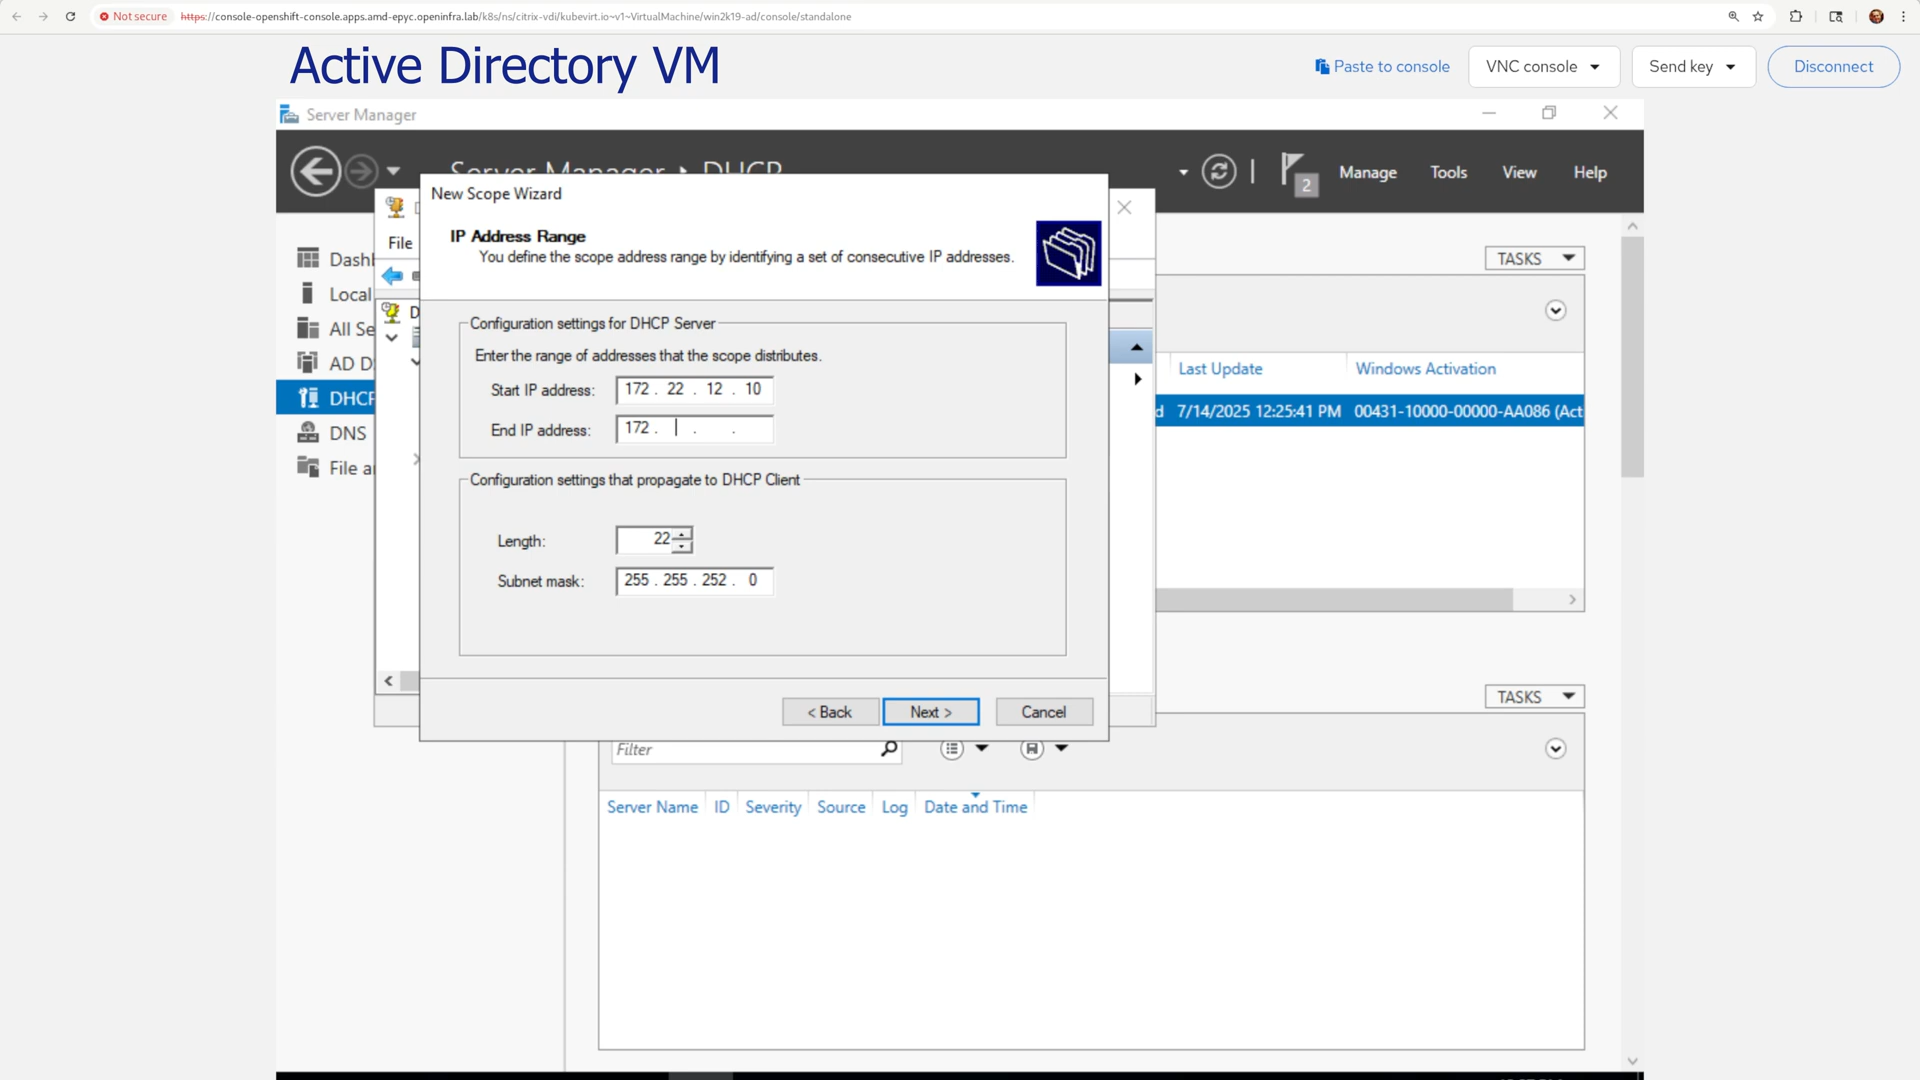 Not secure
https://console-openshift-console.apps.amd-epyc.openinfra.lab/k8s/ns/citrix-vdi/kubevirt.io~v1~VirtualMachine/win2k19-ad/console/standalone
Active Directory VM
Paste to console
VNC console
Send key
Disconnect
Server Manager
Server Manager DHCP
2
Manage
Tools
View
Help
New Scope Wizard
IP Address Range
You define the scope address range by identifying a set of consecutive IP addresses.
File
Dashb
Local
All Se
AD D
DHCP
DNS
File a
D
TASKS
Configuration settings for DHCP Server
Enter the range of addresses that the scope distributes.
Start IP address: 172 . 22 . 12 . 10
End IP address: 172 . . .
Configuration settings that propagate to DHCP Client
Length: 22
Subnet mask: 255 . 255 . 252 . 0
< Back
Next >
Cancel
Last Update
Windows Activation
d 7/14/2025 12:25:41 PM 00431-10000-00000-AA086 (Act
TASKS
Filter
Server Name ID Severity Source Log Date and Time